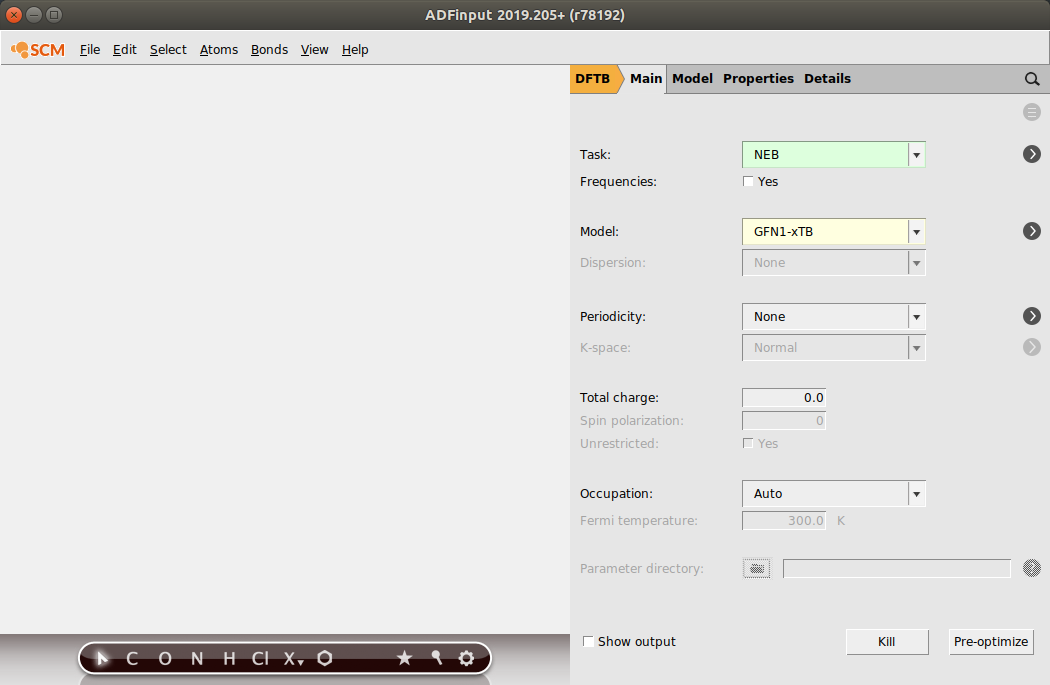 ADFinput 2019.205+ (r78192)
SCM File Edit Select Atoms Bonds View Help
DFTB Main Model Properties Details
Task: NEB
Frequencies: Yes
Model: GFN1-xTB
Dispersion: None
Periodicity: None
K-space: Normal
Total charge: 0.0
Spin polarization: 0
Unrestricted: Yes
Occupation: Auto
Fermi temperature: 300.0 K
Parameter directory:
Show output Kill Pre-optimize
C O N H Cl X